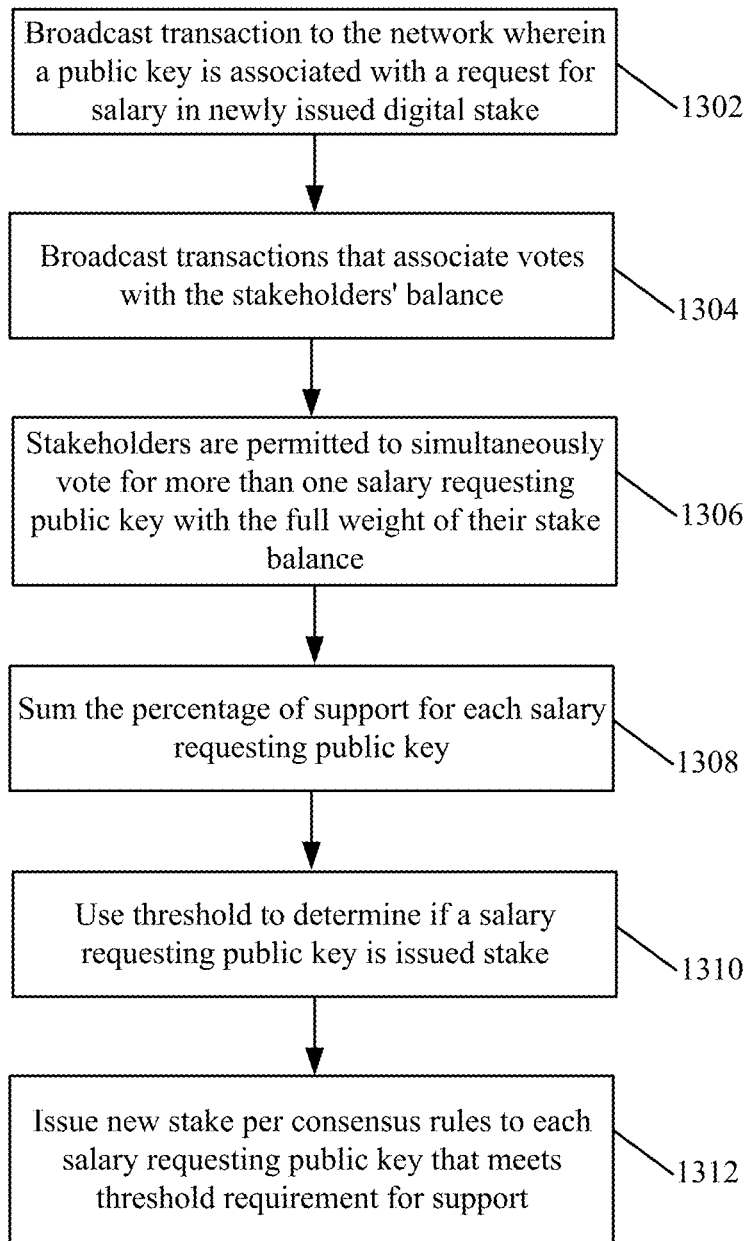 Broadcast transaction to the network wherein
a public key is associated with a request for
salary in newly issued digital stake
1302
Broadcast transactions that associate votes
with the stakeholders' balance
1304
Stakeholders are permitted to simultaneously
vote for more than one salary requesting
public key with the full weight of their stake
balance
1306
Sum the percentage of support for each salary
requesting public key
1308
Use threshold to determine if a salary
requesting public key is issued stake
1310
Issue new stake per consensus rules to each
salary requesting public key that meets
threshold requirement for support
1312